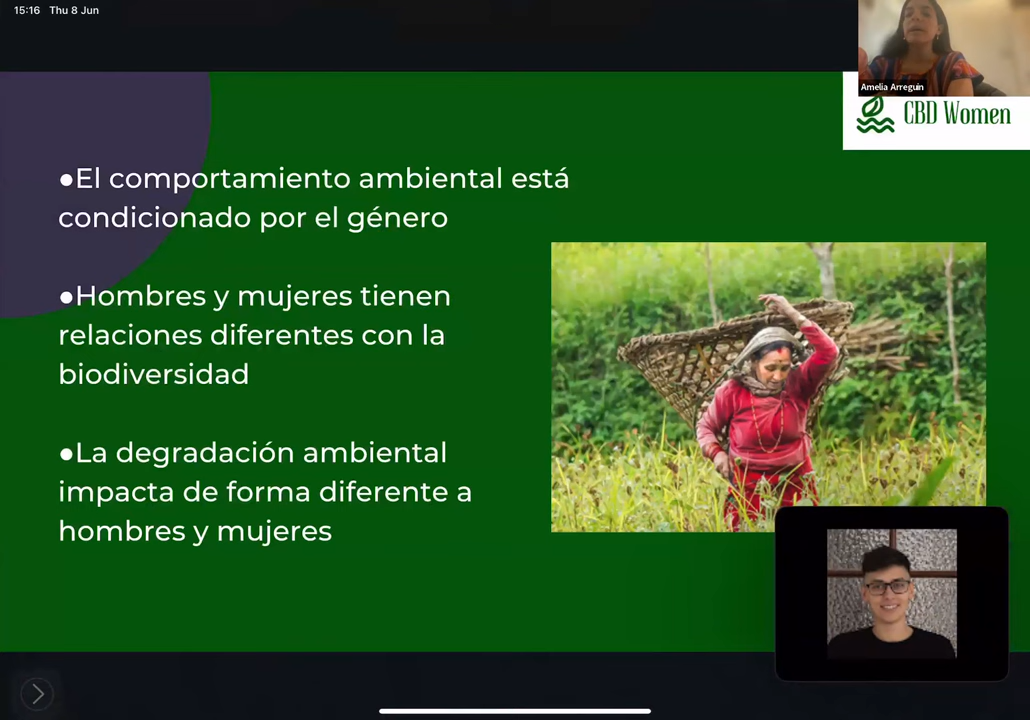 15:16 Thu 8 Jun
Amelia Arreguin
CBD Women
●El comportamiento ambiental está
condicionado por el género
●Hombres y mujeres tienen
relaciones diferentes con la
biodiversidad
●La degradación ambiental
impacta de forma diferente a
hombres y mujeres